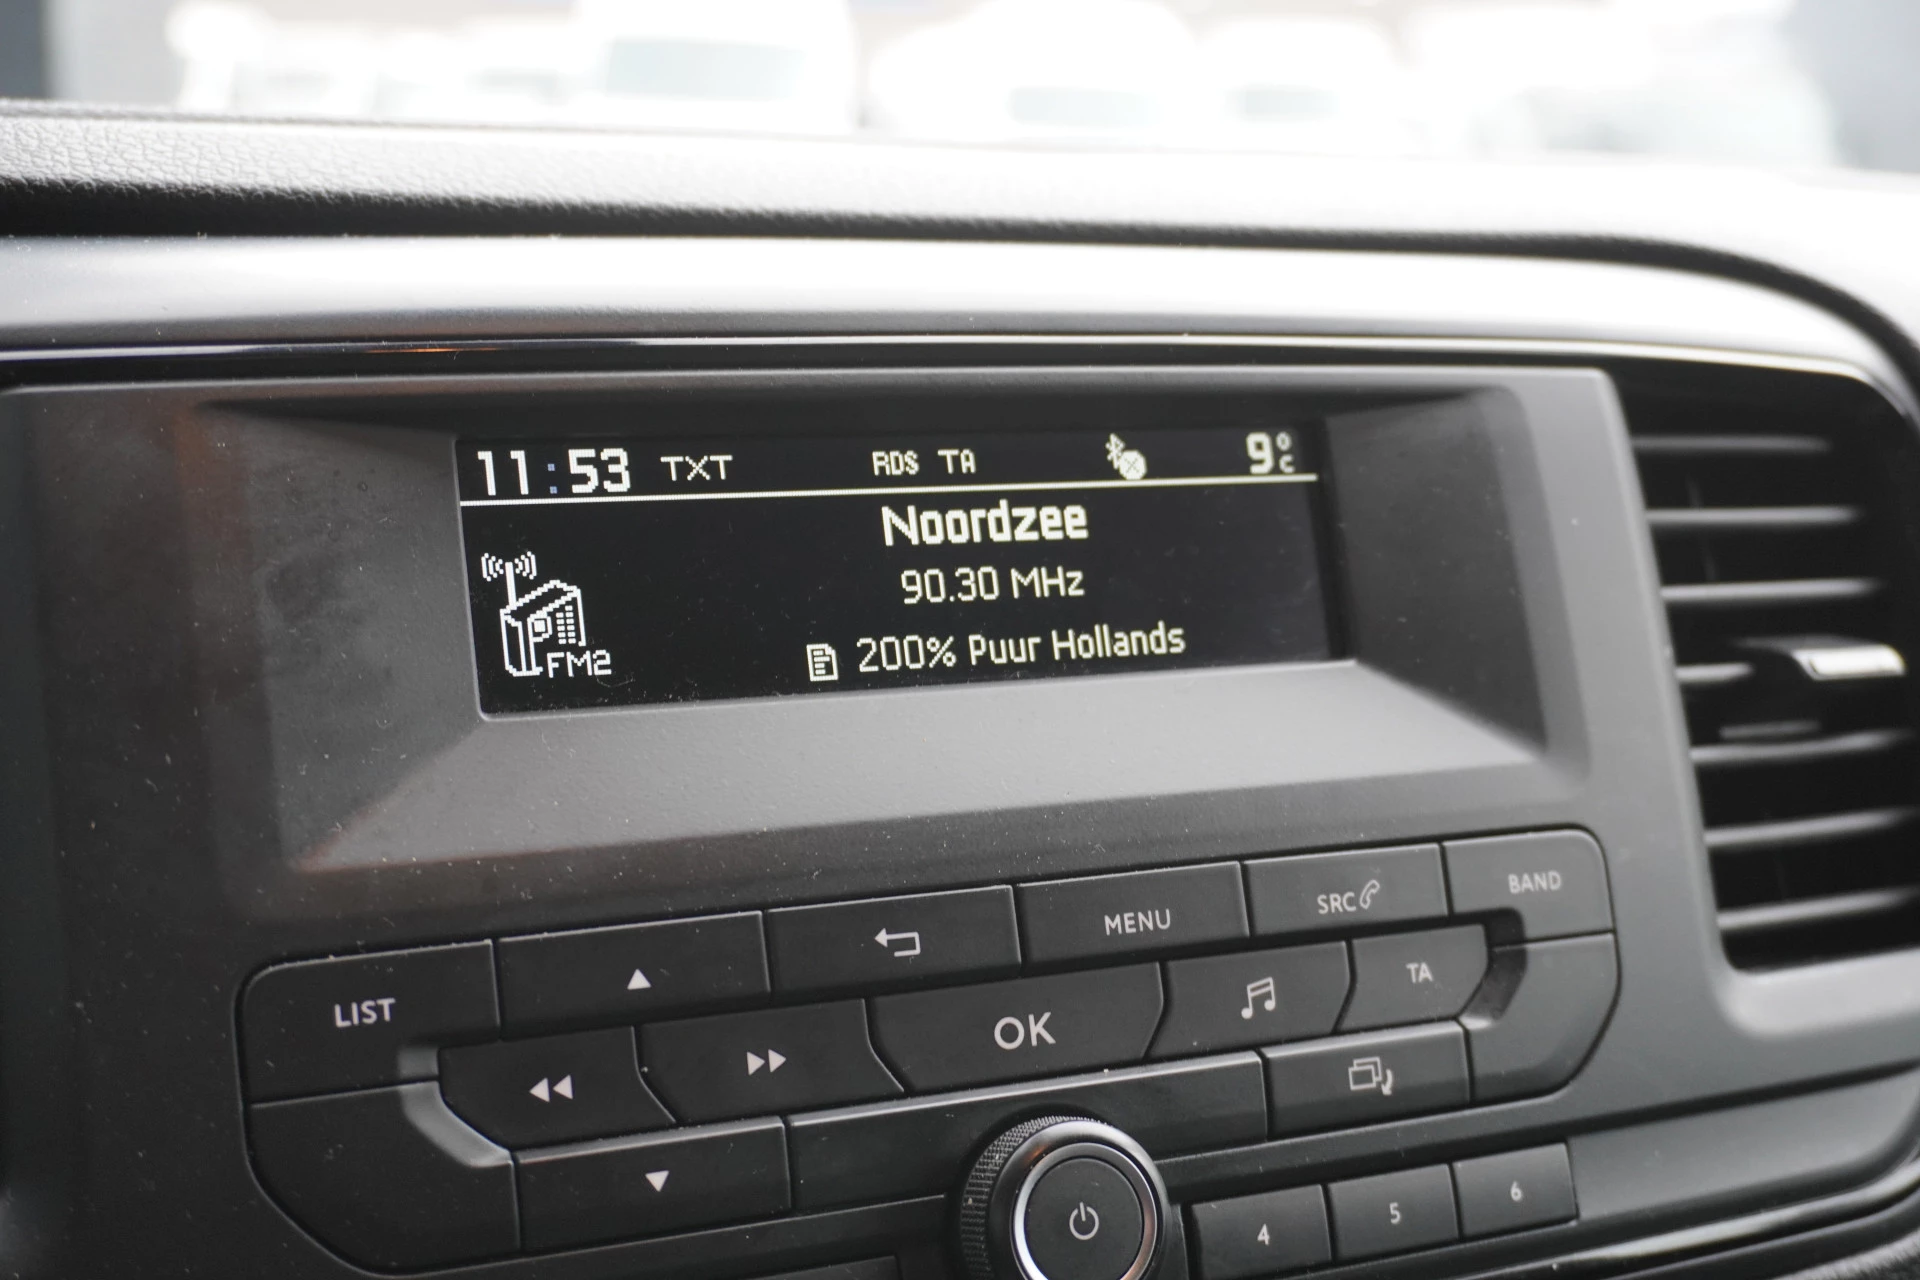 11:53 TXT RDS TA 9°C
Noordzee
90.30 MHz
FM2
200% Puur Hollands
BAND
SRC
MENU
LIST
TA
OK
4 5 6